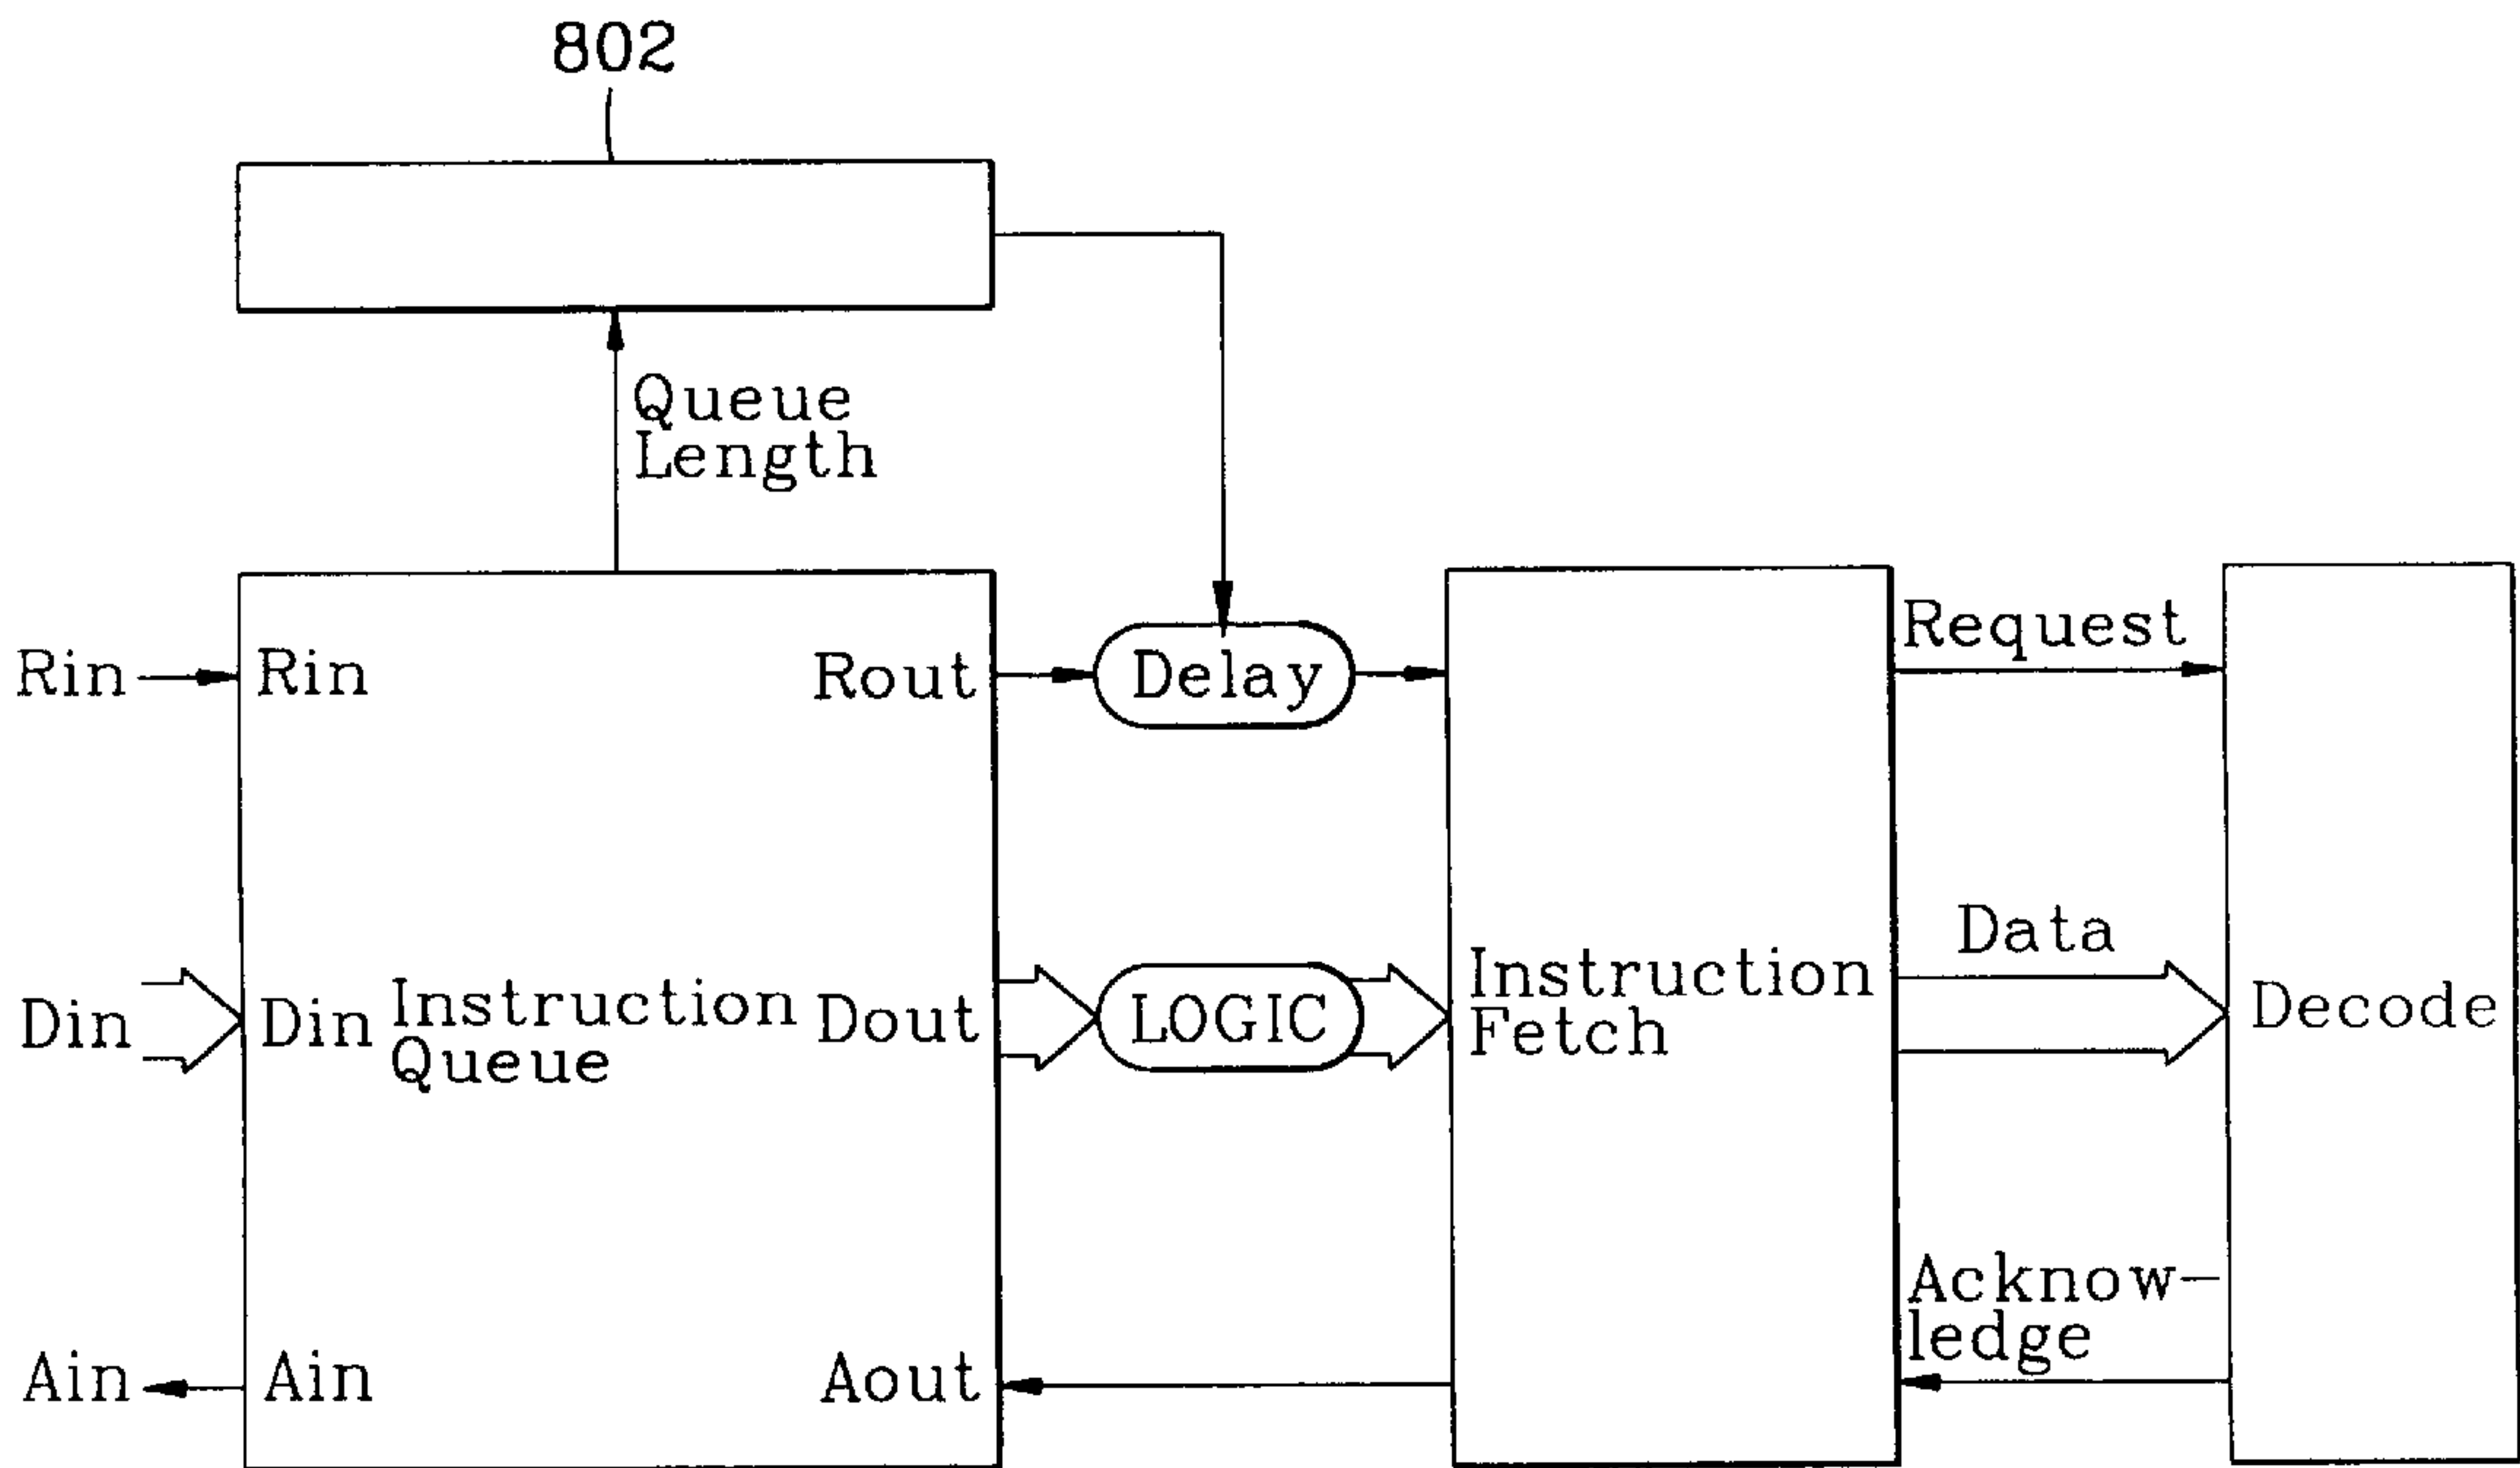 802
Queue
Length
Rin
Rin
Rout
Delay
Request
Din
Din
Instruction
Queue
Dout
LOGIC
Instruction
Fetch
Data
Decode
Ain
Ain
Aout
Acknow-
ledge